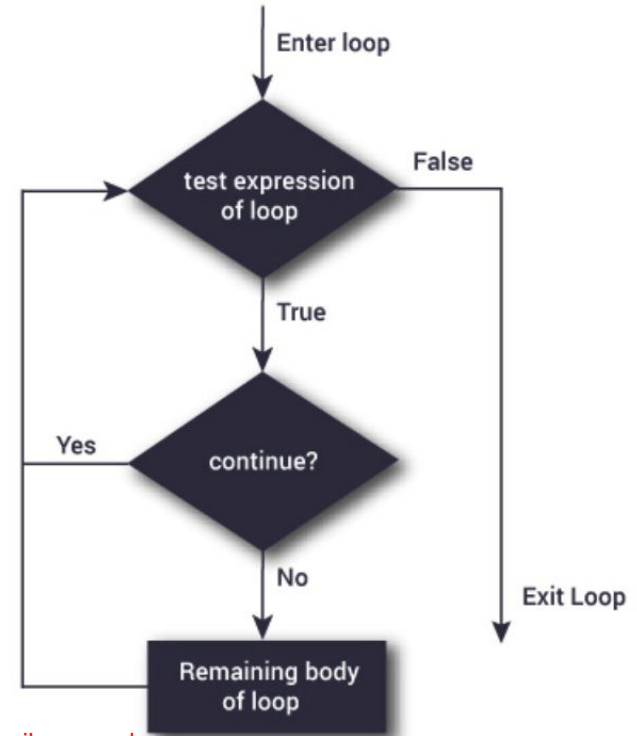 Enter loop
test expression
of loop
False
True
continue?
Yes
No
Exit Loop
Remaining body
of loop